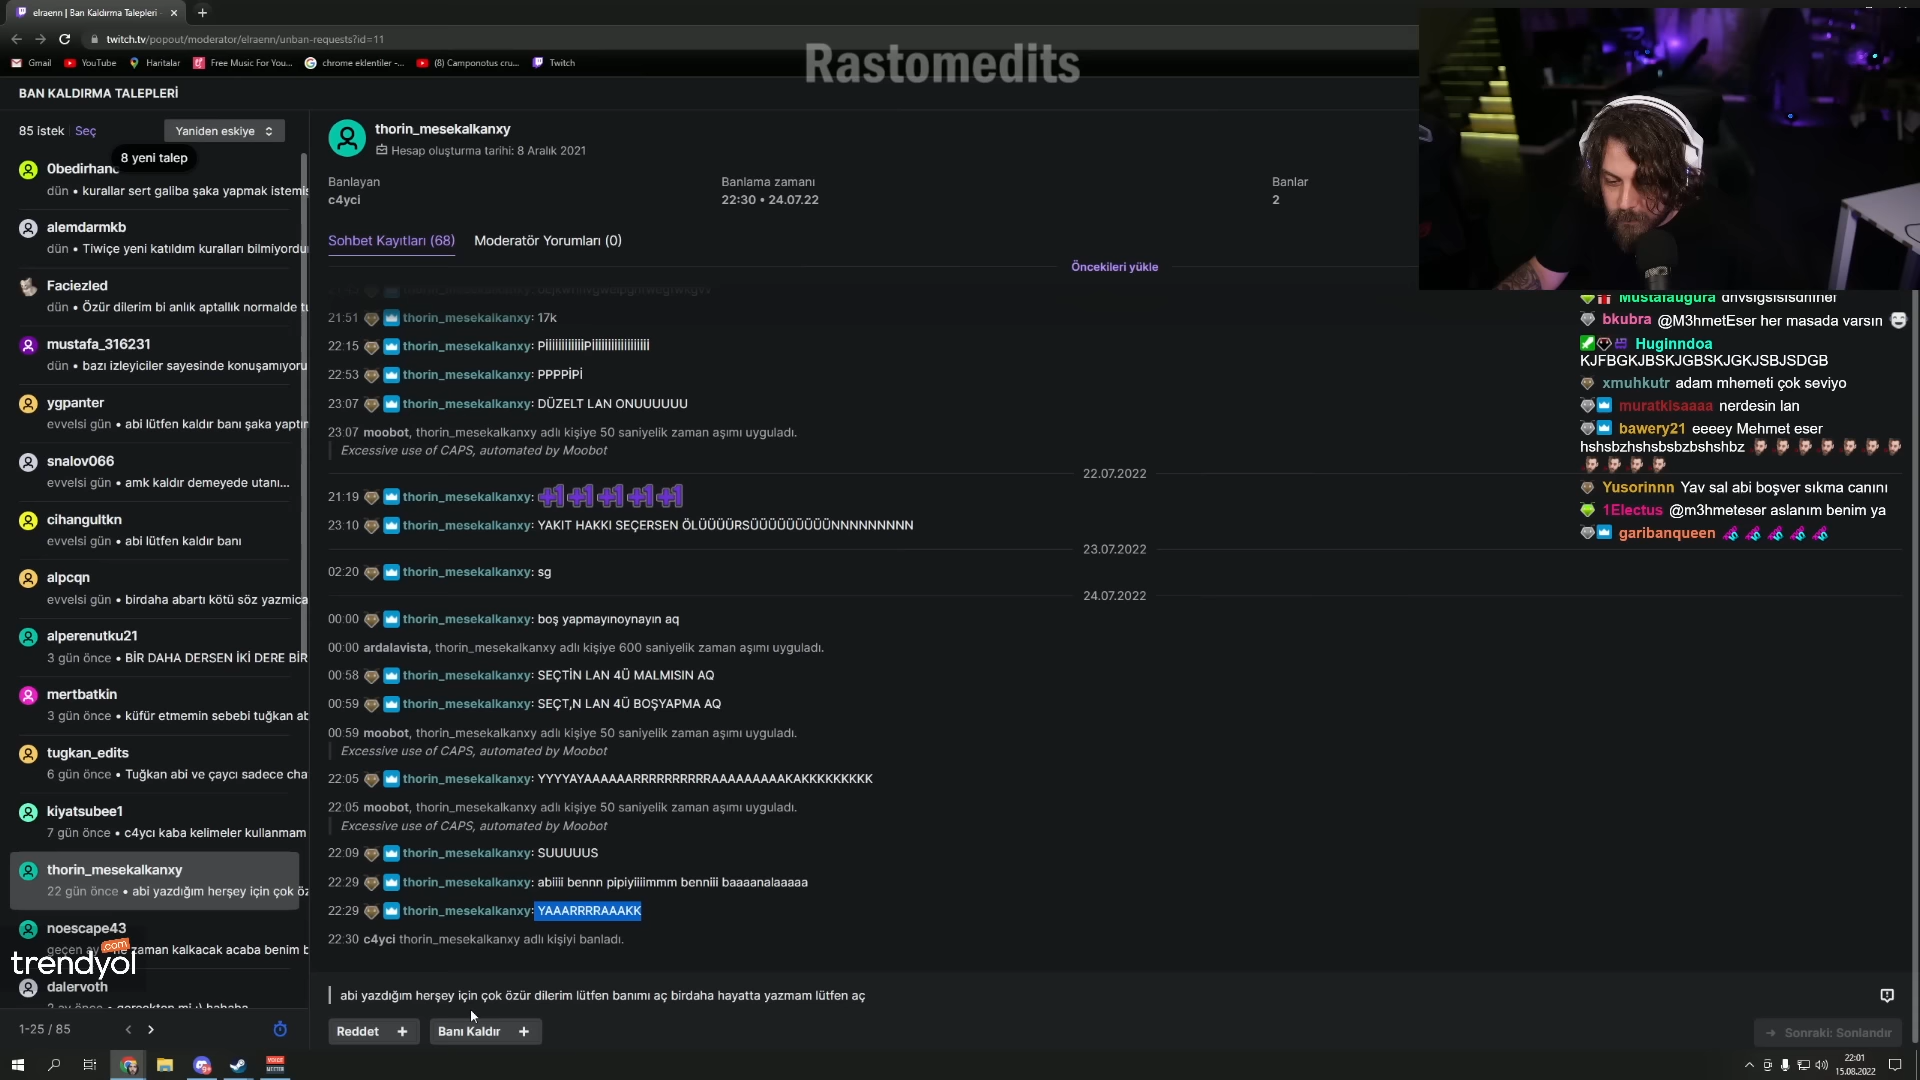 elraenn | Ban Kaldırma Talepleri
twitch.tv/popout/moderator/elraenn/unban-requests?id=11
Gmail YouTube Haritalar Free Music For You... chrome eklentiler -... (8) Camponotus cru... Twitch
Rastomedits
BAN KALDIRMA TALEPLERİ
85 istek Seç Yaniden eskiye
8 yeni talep
0bedirhan
dün • kurallar sert galiba şaka yapmak istemiş
alemdarmkb
dün • Tiwiçe yeni katıldım kuralları bilmiyordu
Faciezled
dün • Özür dilerim bi anlık aptallık normalde tu
mustafa_316231
dün • bazı izleyiciler sayesinde konuşamıyoru
ygpanter
evvelsi gün • abi lütfen kaldır banı şaka yaptım
snalov066
evvelsi gün • amk kaldır demeyede utanı...
cihangultkn
evvelsi gün • abi lütfen kaldır banı
alpcqn
evvelsi gün • birdaha abartı kötü söz yazmica
alperenutku21
3 gün önce • BİR DAHA DERSEN İKİ DERE BİR
mertbatkin
3 gün önce • küfür etmemin sebebi tuğkan ab
tugkan_edits
6 gün önce • Tuğkan abi ve çaycı sadece cha
kiyatsubee1
7 gün önce • c4ycı kaba kelimeler kullanmam
thorin_mesekalkanxy
22 gün önce • abi yazdığım herşey için çok öz
noescape43
geçen ay zaman kalkacak acaba benim b
trendyol
.com
dalervoth
1-25 / 85
thorin_mesekalkanxy
Hesap oluşturma tarihi: 8 Aralık 2021
Banlayan Banlama zamanı Banlar
c4yci 22:30 • 24.07.22 2
Sohbet Kayıtları (68) Moderatör Yorumları (0)
Öncekileri yükle
21:51 thorin_mesekalkanxy: 17k
22:15 thorin_mesekalkanxy: PİİİİİİİİİİİİPİİİİİİİİİİİİİİİİİİ
22:53 thorin_mesekalkanxy: PPPPİPİ
23:07 thorin_mesekalkanxy: DÜZELT LAN ONUUUUUU
23:07 moobot, thorin_mesekalkanxy adlı kişiye 50 saniyelik zaman aşımı uyguladı.
Excessive use of CAPS, automated by Moobot
22.07.2022
21:19 thorin_mesekalkanxy: +1 +1 +1 +1 +1
23:10 thorin_mesekalkanxy: YAKIT HAKKI SEÇERSEN ÖLÜÜÜÜRSÜÜÜÜÜÜÜÜÜNNNNNNNNN
23.07.2022
02:20 thorin_mesekalkanxy: sg
24.07.2022
00:00 thorin_mesekalkanxy: boş yapmayınoynayın aq
00:00 ardalavista, thorin_mesekalkanxy adlı kişiye 600 saniyelik zaman aşımı uyguladı.
00:58 thorin_mesekalkanxy: SEÇTİN LAN 4Ü MALMISIN AQ
00:59 thorin_mesekalkanxy: SEÇT,N LAN 4Ü BOŞYAPMA AQ
00:59 moobot, thorin_mesekalkanxy adlı kişiye 50 saniyelik zaman aşımı uyguladı.
Excessive use of CAPS, automated by Moobot
22:05 thorin_mesekalkanxy: YYYYAYAAAAAARRRRRRRRRRAAAAAAAAAKAKKKKKKKKK
22:05 moobot, thorin_mesekalkanxy adlı kişiye 50 saniyelik zaman aşımı uyguladı.
Excessive use of CAPS, automated by Moobot
22:09 thorin_mesekalkanxy: SUUUUUS
22:29 thorin_mesekalkanxy: abiiii bennn pipiyiiiimmm benniii baaaanalaaaaa
22:29 thorin_mesekalkanxy: YAAARRRRAAAKK
22:30 c4yci thorin_mesekalkanxy adlı kişiyi banladı.
abi yazdığım herşey için çok özür dilerim lütfen banımı aç birdaha hayatta yazmam lütfen aç
Reddet + Banı Kaldır +
Sonraki: Sonlandır
Mustafaugura
bkubra @M3hmetEser her masada varsın
Huginndoa
KJFBGKJBSKJGBSKJGKJSBJSDGB
xmuhkutr adam mhemeti çok seviyo
muratkisaaaa nerdesin lan
bawery21 eeeey Mehmet eser
hshsbzhshsbsbzbshshbz
Yusorinnn Yav sal abi boşver sıkma canını
1Electus @m3hmeteser aslanım benim ya
garibanqueen
VOICE
MEETER
22:01
15.08.2022